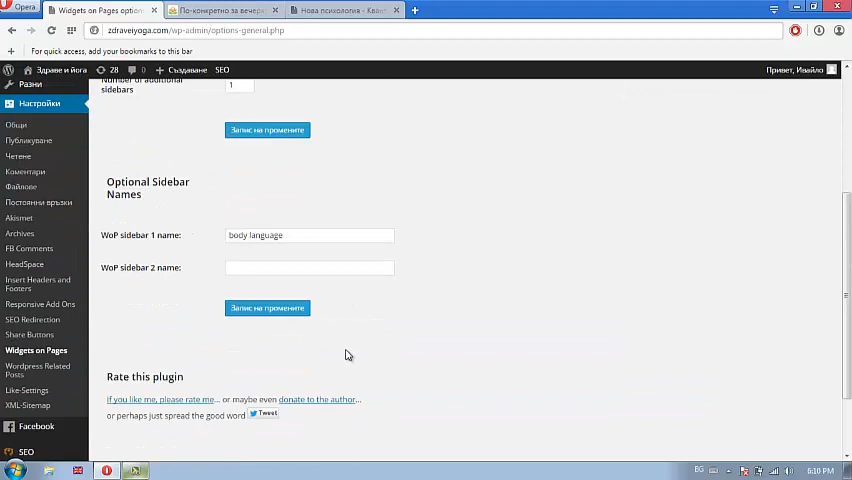 Opera
Widgets on Pages option
По-конкретно за вечерн
Нова психология - Квант
zdraveiyoga.com/wp-admin/options-general.php
For quick access, add your bookmarks to this bar
Здраве и йога
28
0
Създаване
SEO
Привет, Ивайло
Разни
Настройки
Общи
Публикуване
Четене
Коментари
Файлове
Постоянни връзки
Akismet
Archives
FB Comments
HeadSpace
Insert Headers and
Footers
Responsive Add Ons
SEO Redirection
Share Buttons
Widgets on Pages
Wordpress Related
Posts
Like-Settings
XML-Sitemap
Facebook
SEO
Number of additional
sidebars
1
Запис на промените
Optional Sidebar
Names
WoP sidebar 1 name:
body language
WoP sidebar 2 name:
Запис на промените
Rate this plugin
If you like me, please rate me... or maybe even donate to the author...
or perhaps just spread the good word Tweet
BG
6:10 PM